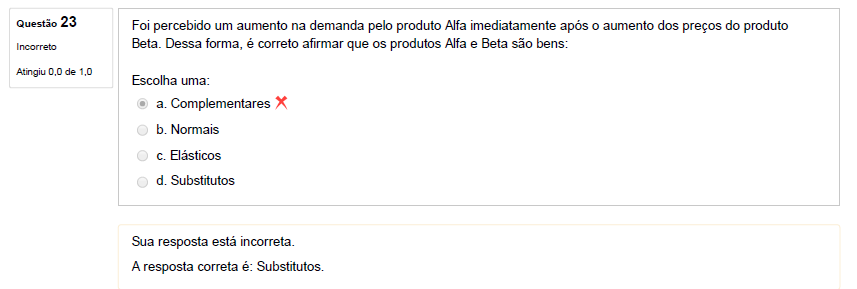 Questão 23
Incorreto
Atingiu 0,0 de 1,0
Foi percebido um aumento na demanda pelo produto Alfa imediatamente após o aumento dos preços do produto
Beta. Dessa forma, é correto afirmar que os produtos Alfa e Beta são bens:
Escolha uma:
a. Complementares
b. Normais
c. Elásticos
d. Substitutos
Sua resposta está incorreta.
A resposta correta é: Substitutos.